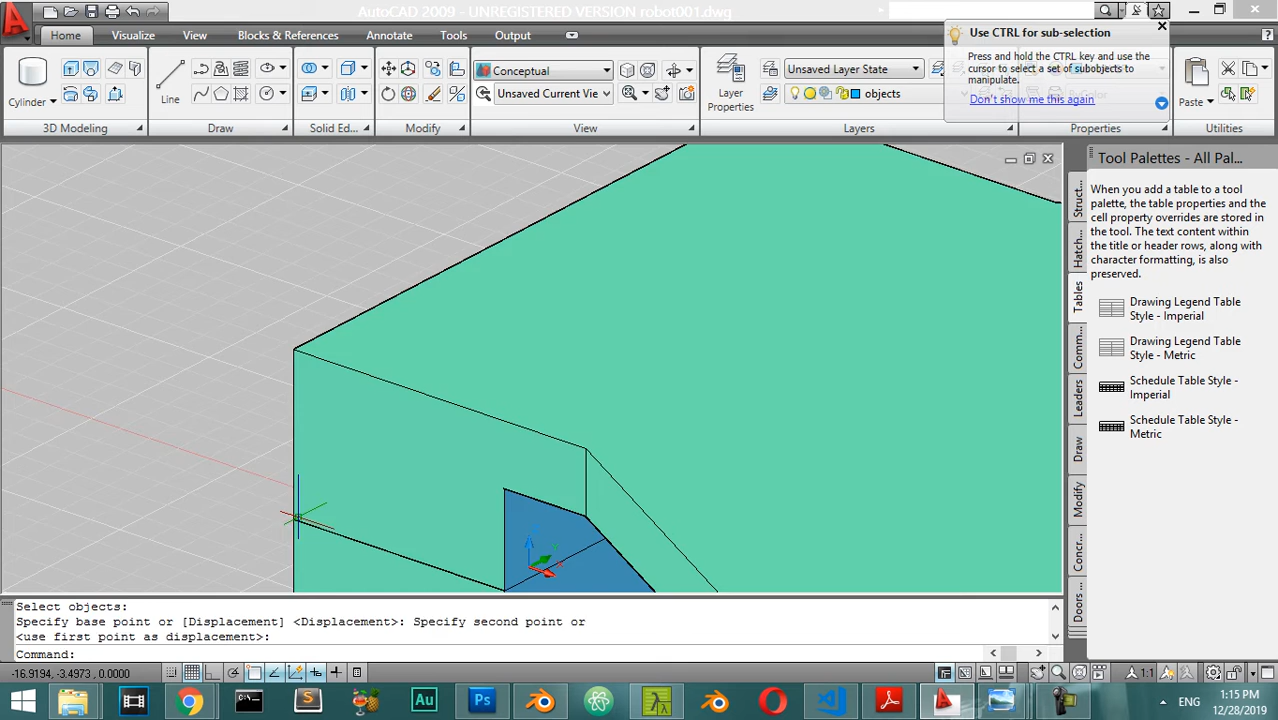 AutoCAD 2009 - UNREGISTERED VERSION robot001.dwg
Home
Visualize
View
Blocks & References
Annotate
Tools
Output
Use CTRL for sub-selection
Press and hold the CTRL key and use the
cursor to select a set of subobjects to
manipulate.
Don't show me this again
Cylinder
Line
Conceptual
Unsaved Current Vie
Layer
Properties
Unsaved Layer State
objects
Paste
3D Modeling
Draw
Solid Ed...
Modify
View
Layers
Properties
Utilities
Tool Palettes - All Pal...
When you add a table to a tool
palette, the table properties and the
cell property overrides are stored in
the tool. The text content within
the title or header rows, along with
character formatting, is also
preserved.
Drawing Legend Table
Style - Imperial
Drawing Legend Table
Style - Metric
Schedule Table Style -
Imperial
Schedule Table Style -
Metric
Struct...
Hatch...
Tables
Comm...
Leaders
Draw
Modify
Concr...
Doors ...
Select objects:
Specify base point or [Displacement] <Displacement>: Specify second point or
<use first point as displacement>:
Command:
-16.9194, -3.4973, 0.0000
1:1
Au
Ps
ENG
1:15 PM
12/28/2019